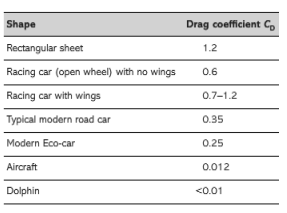 Shape Drag coefficient C_D
Rectangular sheet 1.2
Racing car (open wheel) with no wings 0.6
Racing car with wings 0.7–1.2
Typical modern road car 0.35
Modern Eco-car 0.25
Aircraft 0.012
Dolphin <0.01